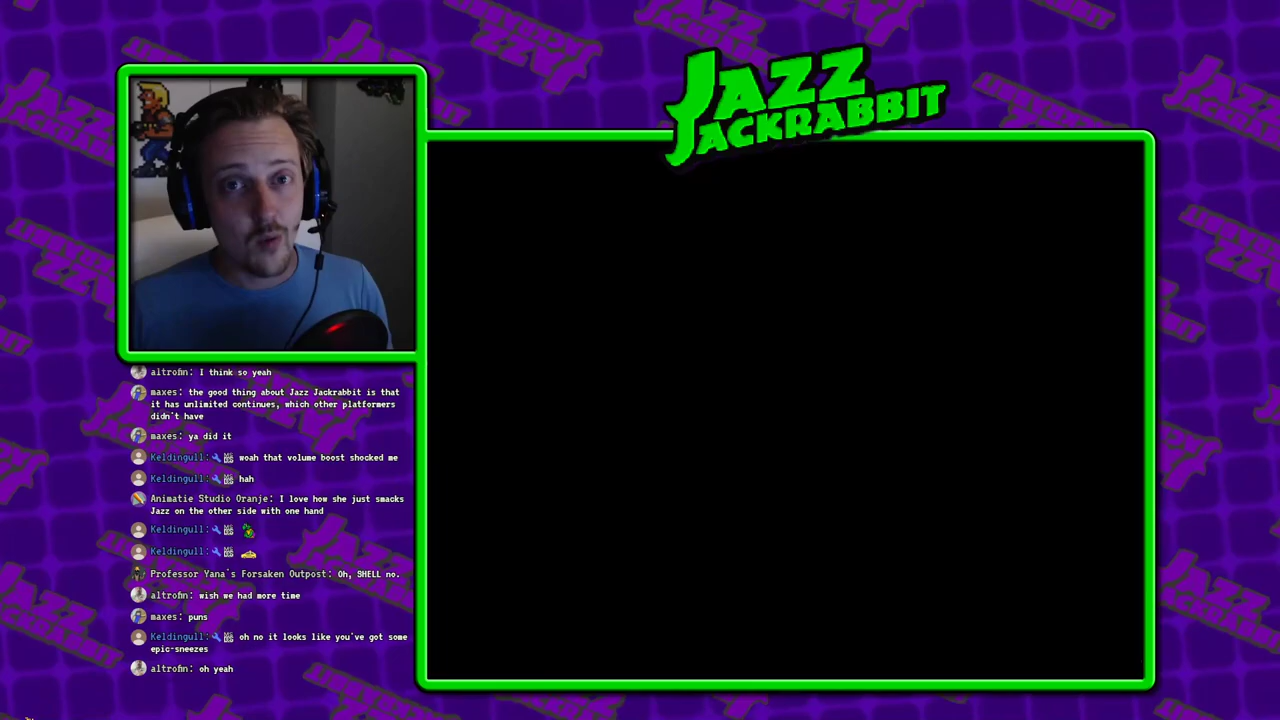 JAZZ
JACKRABBIT
altrofin: I think so yeah
maxes: the good thing about Jazz Jackrabbit is that
it has unlimited continues, which other platformers
didn't have
maxes: ya did it
Keldingull: woah that volume boost shocked me
Keldingull: hah
Animatie Studio Oranje: I love how she just smacks
Jazz on the other side with one hand
Keldingull:
Keldingull:
Professor Yana's Forsaken Outpost: Oh, SHELL no.
altrofin: wish we had more time
maxes: puns
Keldingull: oh no it looks like you've got some
epic-sneezes
altrofin: oh yeah